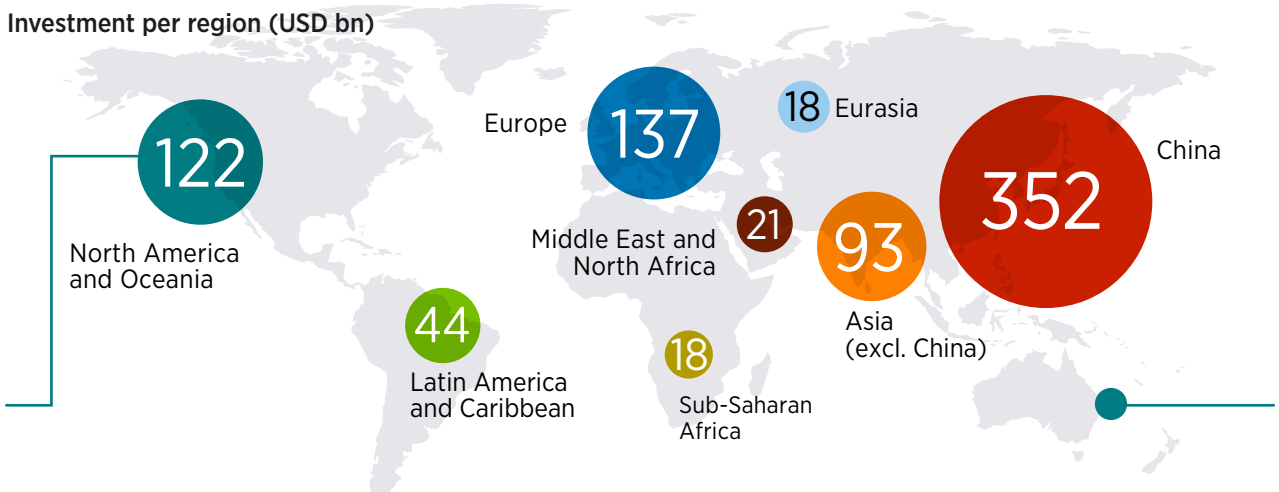 Investment per region (USD bn)
122
North America
and Oceania
Europe
137
18
Eurasia
352
China
21
Middle East and
North Africa
93
Asia
(excl. China)
44
Latin America
and Caribbean
18
Sub-Saharan
Africa